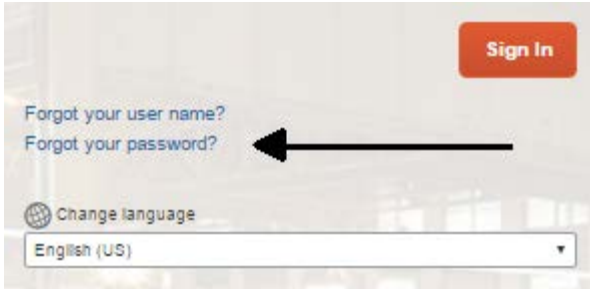 Sign In
Forgot your user name?
Forgot your password?
Change language
English (US)